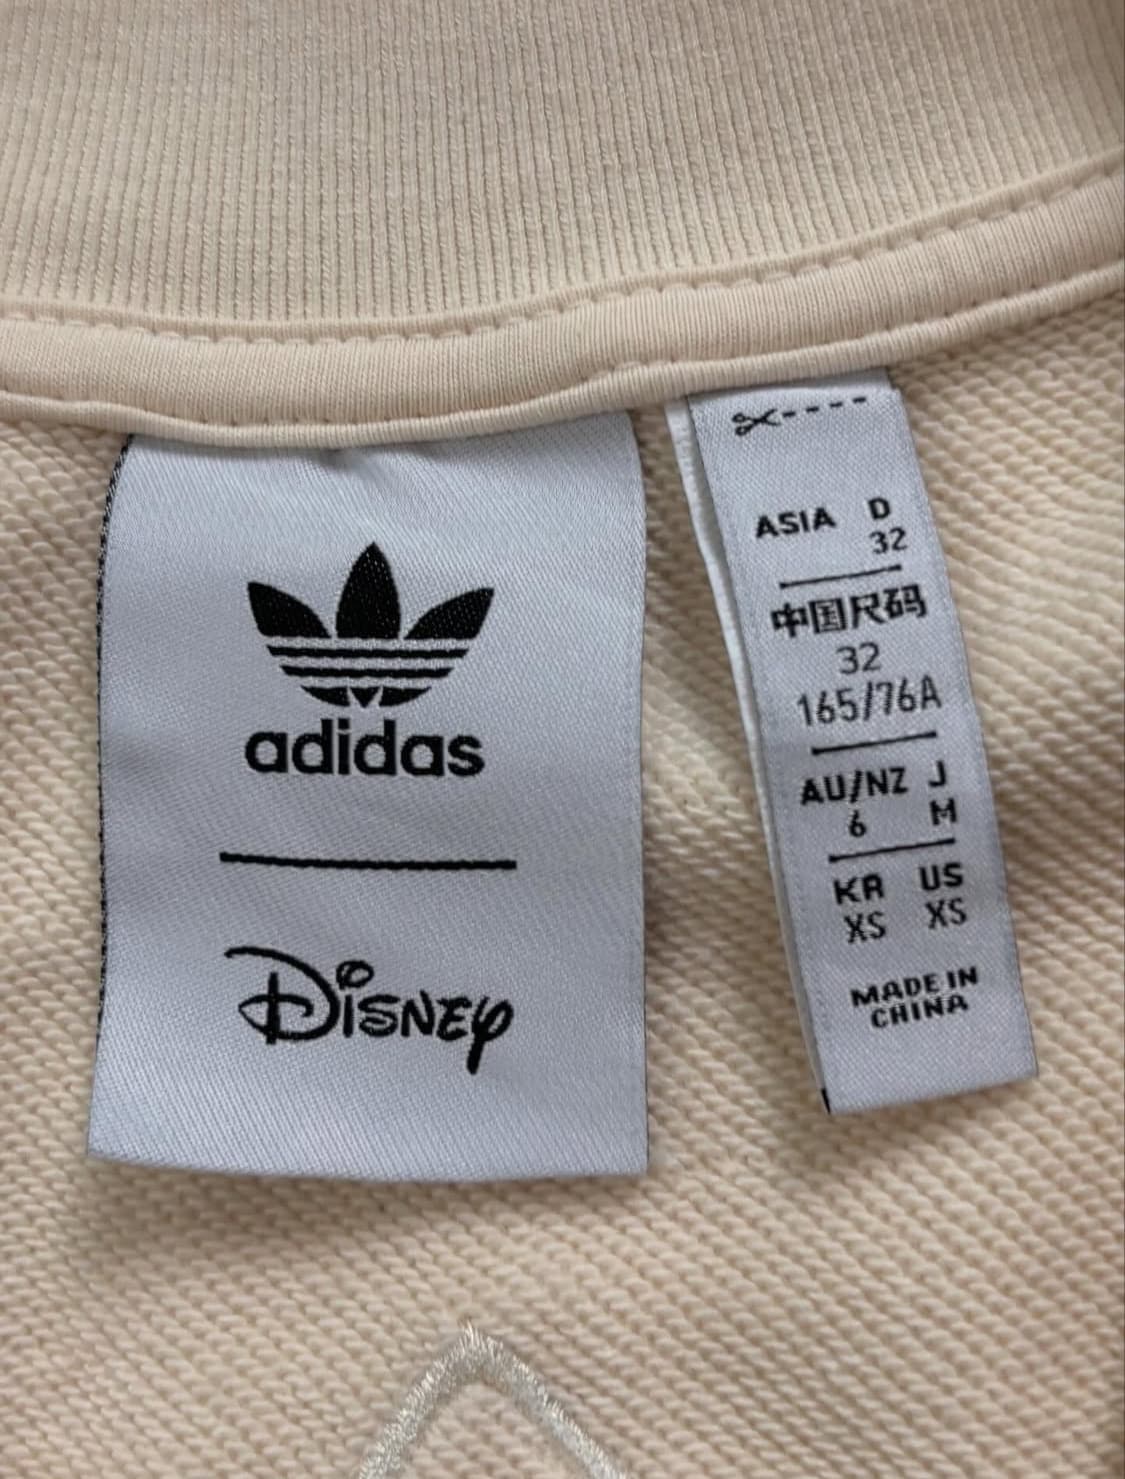 adidas
Disney
ASIA D
32
中国尺码
32
165/76A
AU/NZ J
6 M
KR US
XS XS
MADE IN
CHINA